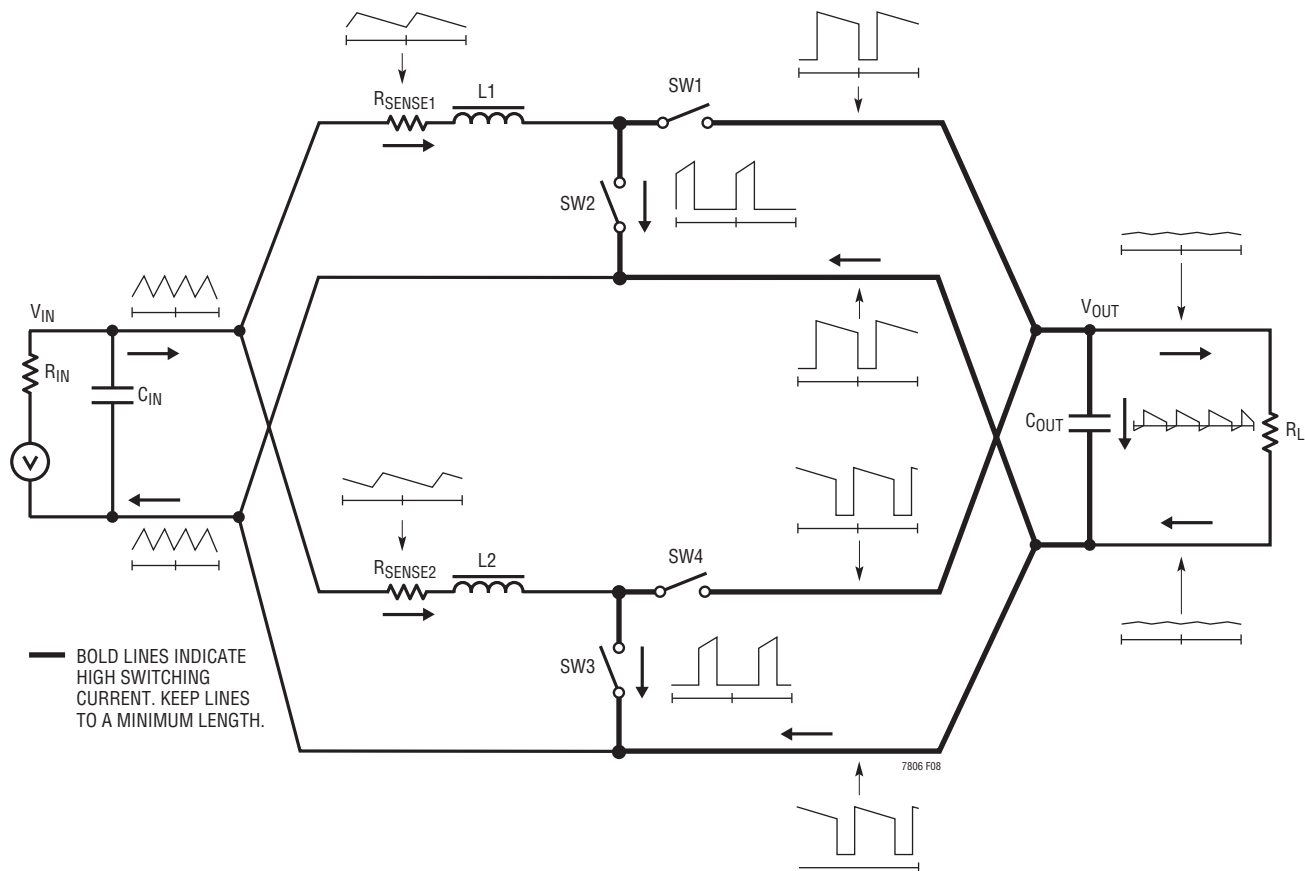 SW1
RSENSE1
L1
SW2
VIN
VOUT
RIN
CIN
COUT
RL
V
RSENSE2
L2
SW4
SW3
BOLD LINES INDICATE
HIGH SWITCHING
CURRENT. KEEP LINES
TO A MINIMUM LENGTH.
7806 F08